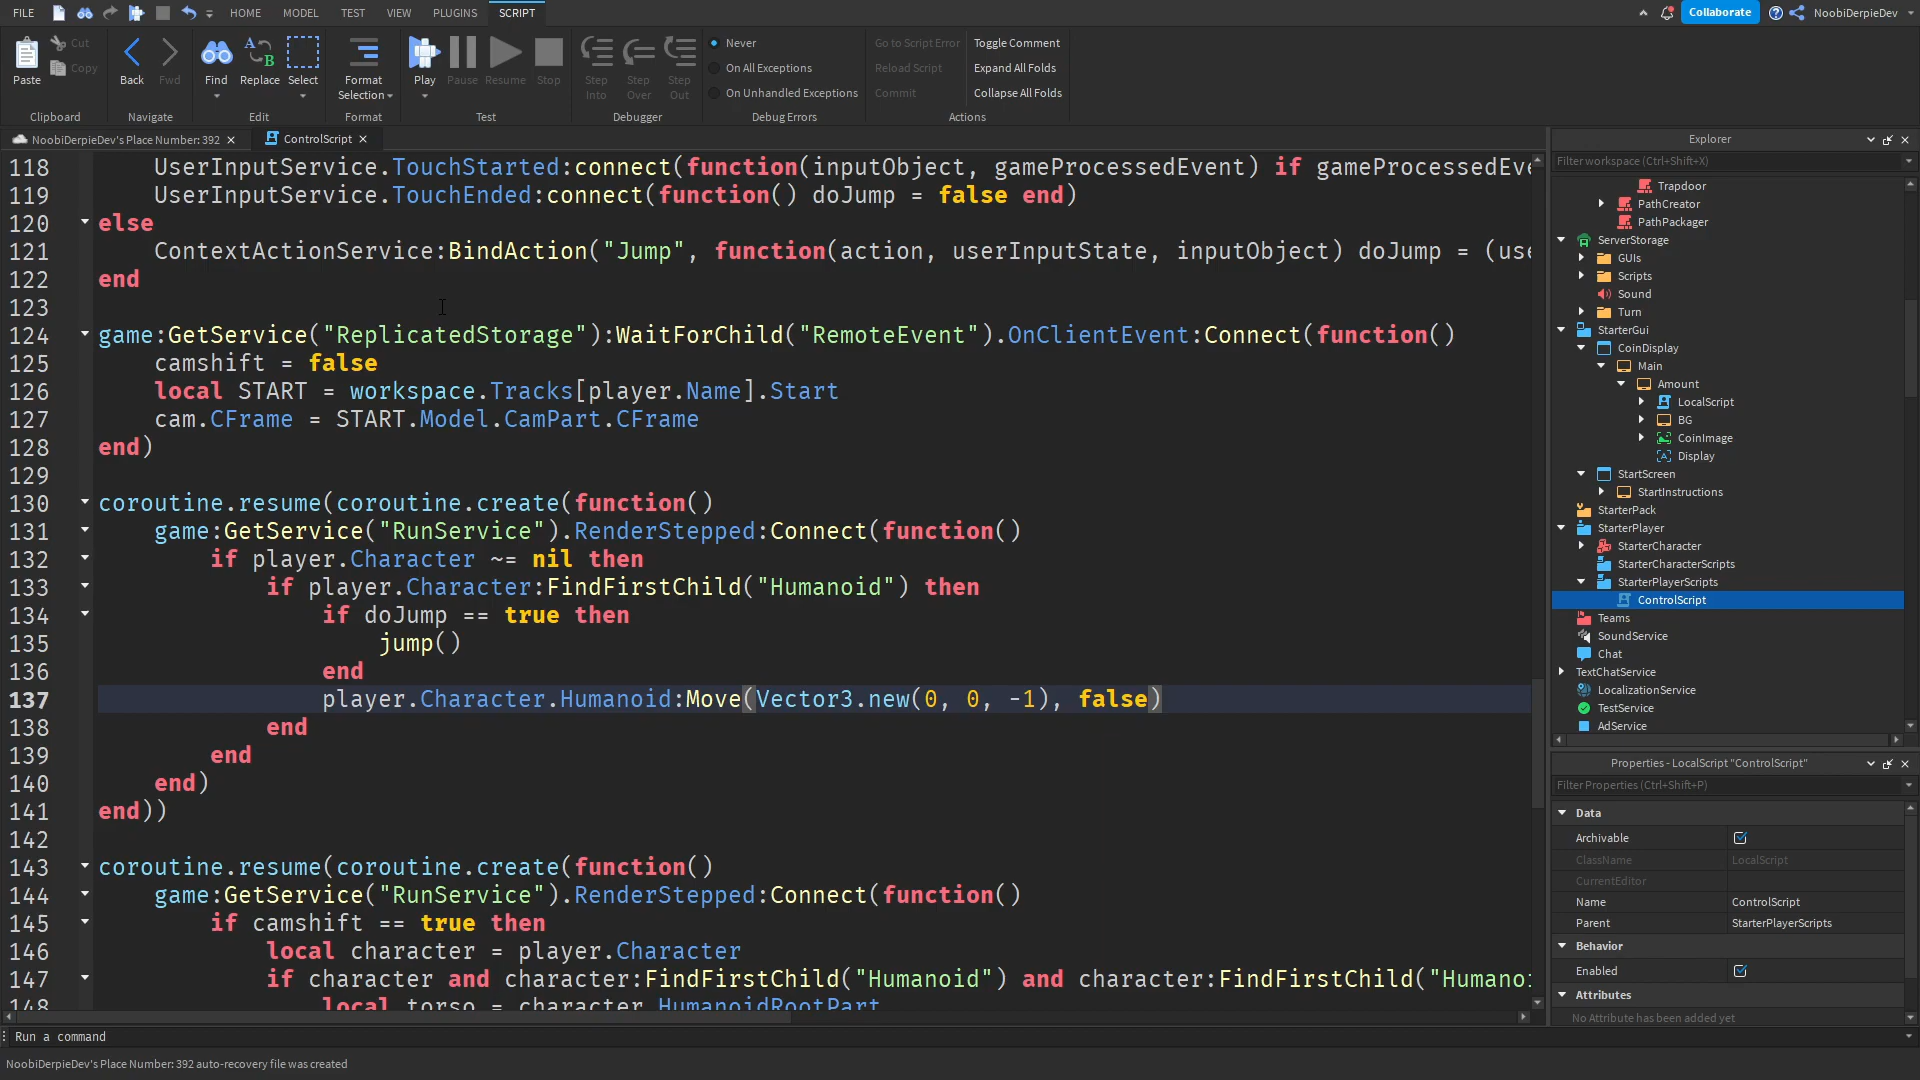 FILE HOME MODEL TEST VIEW PLUGINS SCRIPT Collaborate NoobiDerpieDev
Paste Cut Copy Back Fwd Find Replace Select Format Selection Play Pause Resume Stop Step Into Step Over Step Out
Never Go to Script Error Toggle Comment
On All Exceptions Reload Script Expand All Folds
On Unhandled Exceptions Commit Collapse All Folds
Clipboard Navigate Edit Format Test Debugger Debug Errors Actions
NoobiDerpieDev's Place Number: 392 ControlScript
118 UserInputService.TouchStarted:connect(function(inputObject, gameProcessedEvent) if gameProcessedEve
119 UserInputService.TouchEnded:connect(function() doJump = false end)
120 else
121 ContextActionService:BindAction("Jump", function(action, userInputState, inputObject) doJump = (use
122 end
123
124 game:GetService("ReplicatedStorage"):WaitForChild("RemoteEvent").OnClientEvent:Connect(function()
125 camshift = false
126 local START = workspace.Tracks[player.Name].Start
127 cam.CFrame = START.Model.CamPart.CFrame
128 end)
129
130 coroutine.resume(coroutine.create(function()
131 game:GetService("RunService").RenderStepped:Connect(function()
132 if player.Character ~= nil then
133 if player.Character:FindFirstChild("Humanoid") then
134 if doJump == true then
135 jump()
136 end
137 player.Character.Humanoid:Move(Vector3.new(0, 0, -1), false)
138 end
139 end
140 end)
141 end))
142
143 coroutine.resume(coroutine.create(function()
144 game:GetService("RunService").RenderStepped:Connect(function()
145 if camshift == true then
146 local character = player.Character
147 if character and character:FindFirstChild("Humanoid") and character:FindFirstChild("Humanoi
148 local torso = character.HumanoidRootPart
Explorer
Filter workspace (Ctrl+Shift+X)
Trapdoor
PathCreator
PathPackager
ServerStorage
GUIs
Scripts
Sound
Turn
StarterGui
CoinDisplay
Main
Amount
LocalScript
BG
CoinImage
Display
StartScreen
StartInstructions
StarterPack
StarterPlayer
StarterCharacter
StarterCharacterScripts
StarterPlayerScripts
ControlScript
Teams
SoundService
Chat
TextChatService
LocalizationService
TestService
AdService
Properties - LocalScript "ControlScript"
Filter Properties (Ctrl+Shift+P)
Data
Archivable
ClassName LocalScript
CurrentEditor
Name ControlScript
Parent StarterPlayerScripts
Behavior
Enabled
Attributes
No Attribute has been added yet
Run a command
NoobiDerpieDev's Place Number: 392 auto-recovery file was created